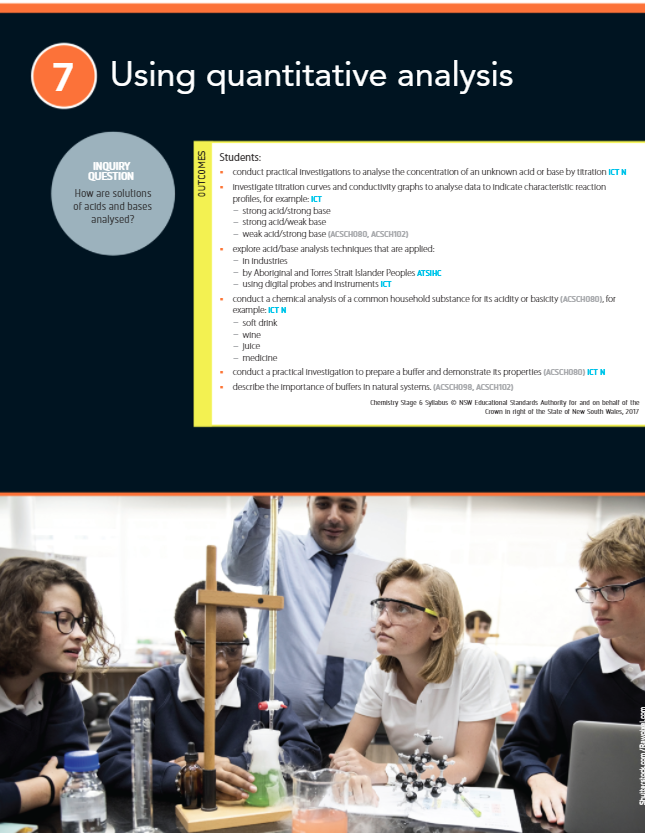 7 Using quantitative analysis
INQUIRY
QUESTION
How are solutions
of acids and bases
analysed?
OUTCOMES
Students:
• conduct practical investigations to analyse the concentration of an unknown acid or base by titration ICT N
• investigate titration curves and conductivity graphs to analyse data to indicate characteristic reaction
profiles, for example: ICT
– strong acid/strong base
– strong acid/weak base
– weak acid/strong base (ACSCH080, ACSCH102)
• explore acid/base analysis techniques that are applied:
– in industries
– by Aboriginal and Torres Strait Islander Peoples ATSIHC
– using digital probes and instruments ICT
• conduct a chemical analysis of a common household substance for its acidity or basicity (ACSCH080), for
example: ICT N
– soft drink
– wine
– juice
– medicine
• conduct a practical investigation to prepare a buffer and demonstrate its properties (ACSCH080) ICT N
• describe the importance of buffers in natural systems. (ACSCH098, ACSCH102)
Chemistry Stage 6 Syllabus © NSW Educational Standards Authority for and on behalf of the
Crown in right of the State of New South Wales, 2017
Shutterstock.com/Rawpixel.com